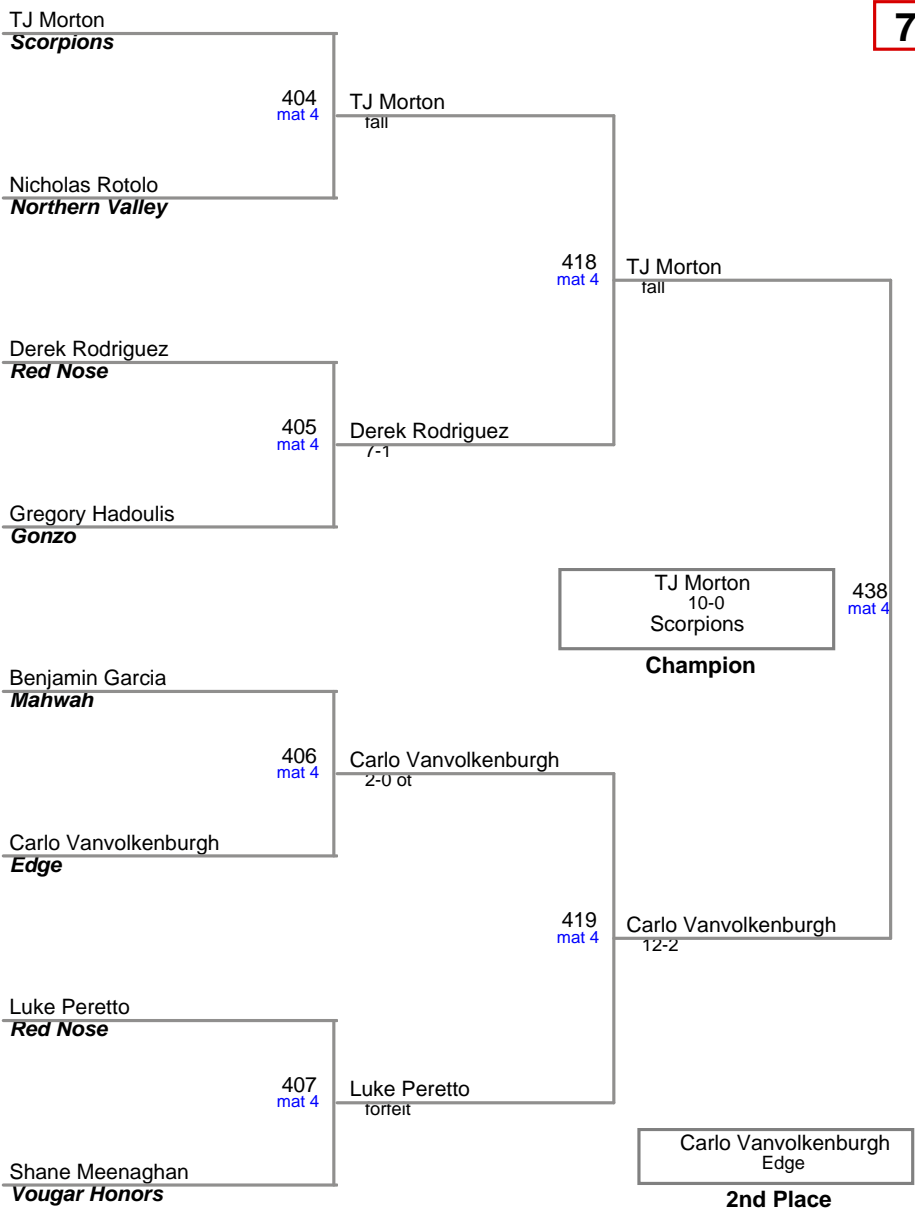 TJ Morton
Scorpions
7
404
mat 4
TJ Morton
fall
Nicholas Rotolo
Northern Valley
418
mat 4
TJ Morton
fall
Derek Rodriguez
Red Nose
405
mat 4
Derek Rodriguez
7-1
Gregory Hadoulis
Gonzo
TJ Morton
10-0
Scorpions
438
mat 4
Champion
Benjamin Garcia
Mahwah
406
mat 4
Carlo Vanvolkenburgh
2-0 ot
Carlo Vanvolkenburgh
Edge
419
mat 4
Carlo Vanvolkenburgh
12-2
Luke Peretto
Red Nose
407
mat 4
Luke Peretto
forfeit
Shane Meenaghan
Vougar Honors
Carlo Vanvolkenburgh
Edge
2nd Place